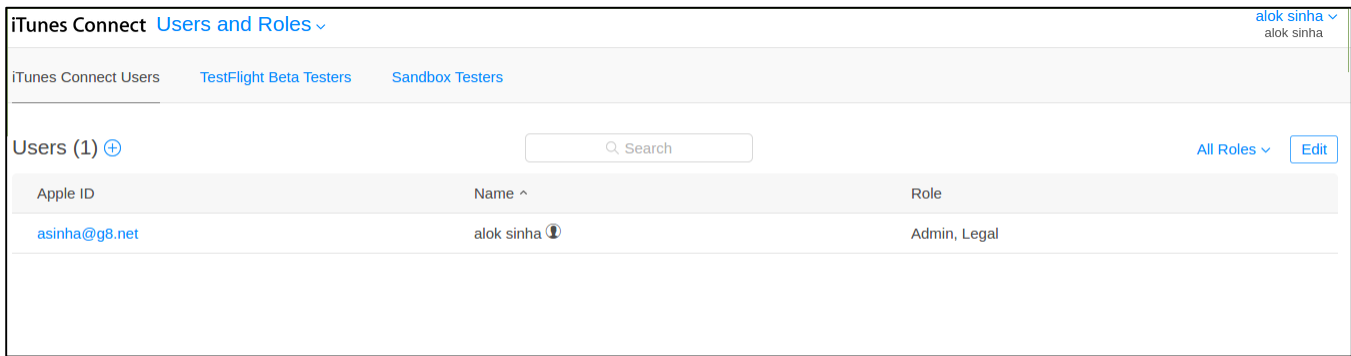 iTunes Connect Users and Roles
alok sinha
alok sinha
iTunes Connect Users TestFlight Beta Testers Sandbox Testers
Users (1) Search All Roles Edit
Apple ID Name Role
asinha@g8.net alok sinha Admin, Legal